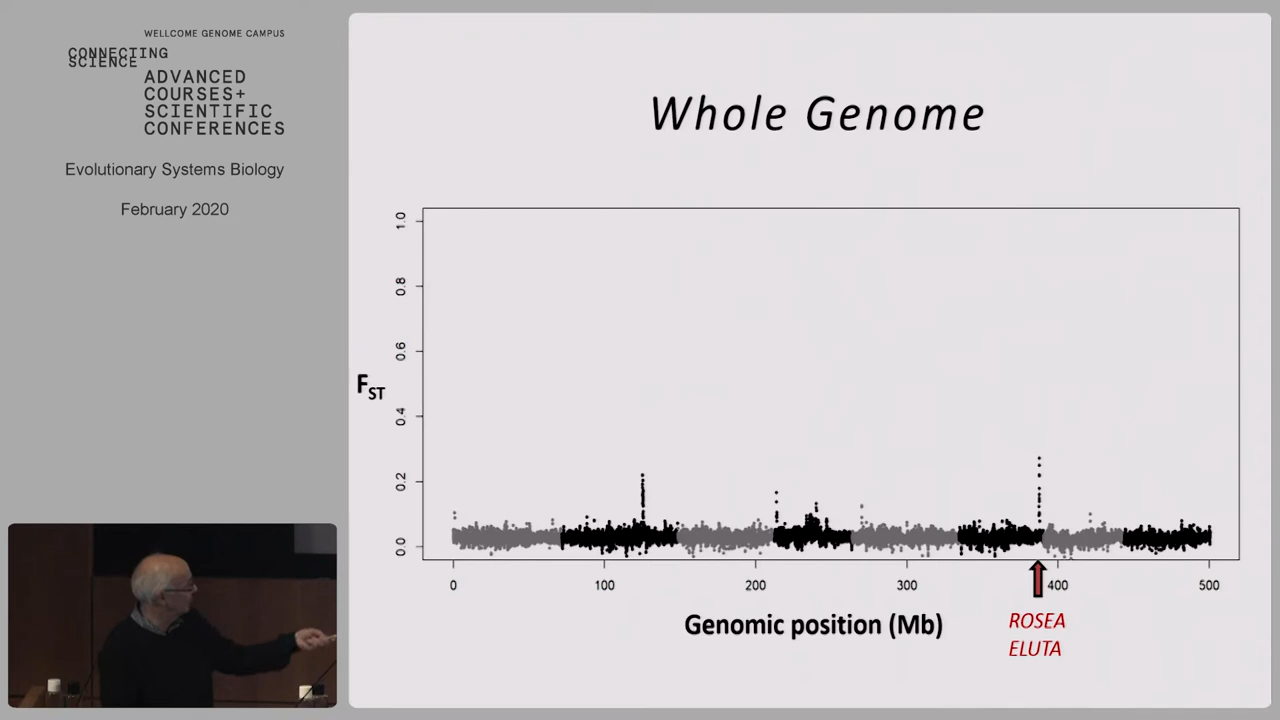 WELLCOME GENOME CAMPUS
CONNECTING
SCIENCE
ADVANCED
COURSES+
SCIENTIFIC
CONFERENCES
Evolutionary Systems Biology
February 2020
Whole Genome
1.0
0.8
0.6
0.4
0.2
0.0
FST
0 100 200 300 400 500
Genomic position (Mb)
ROSEA
ELUTA